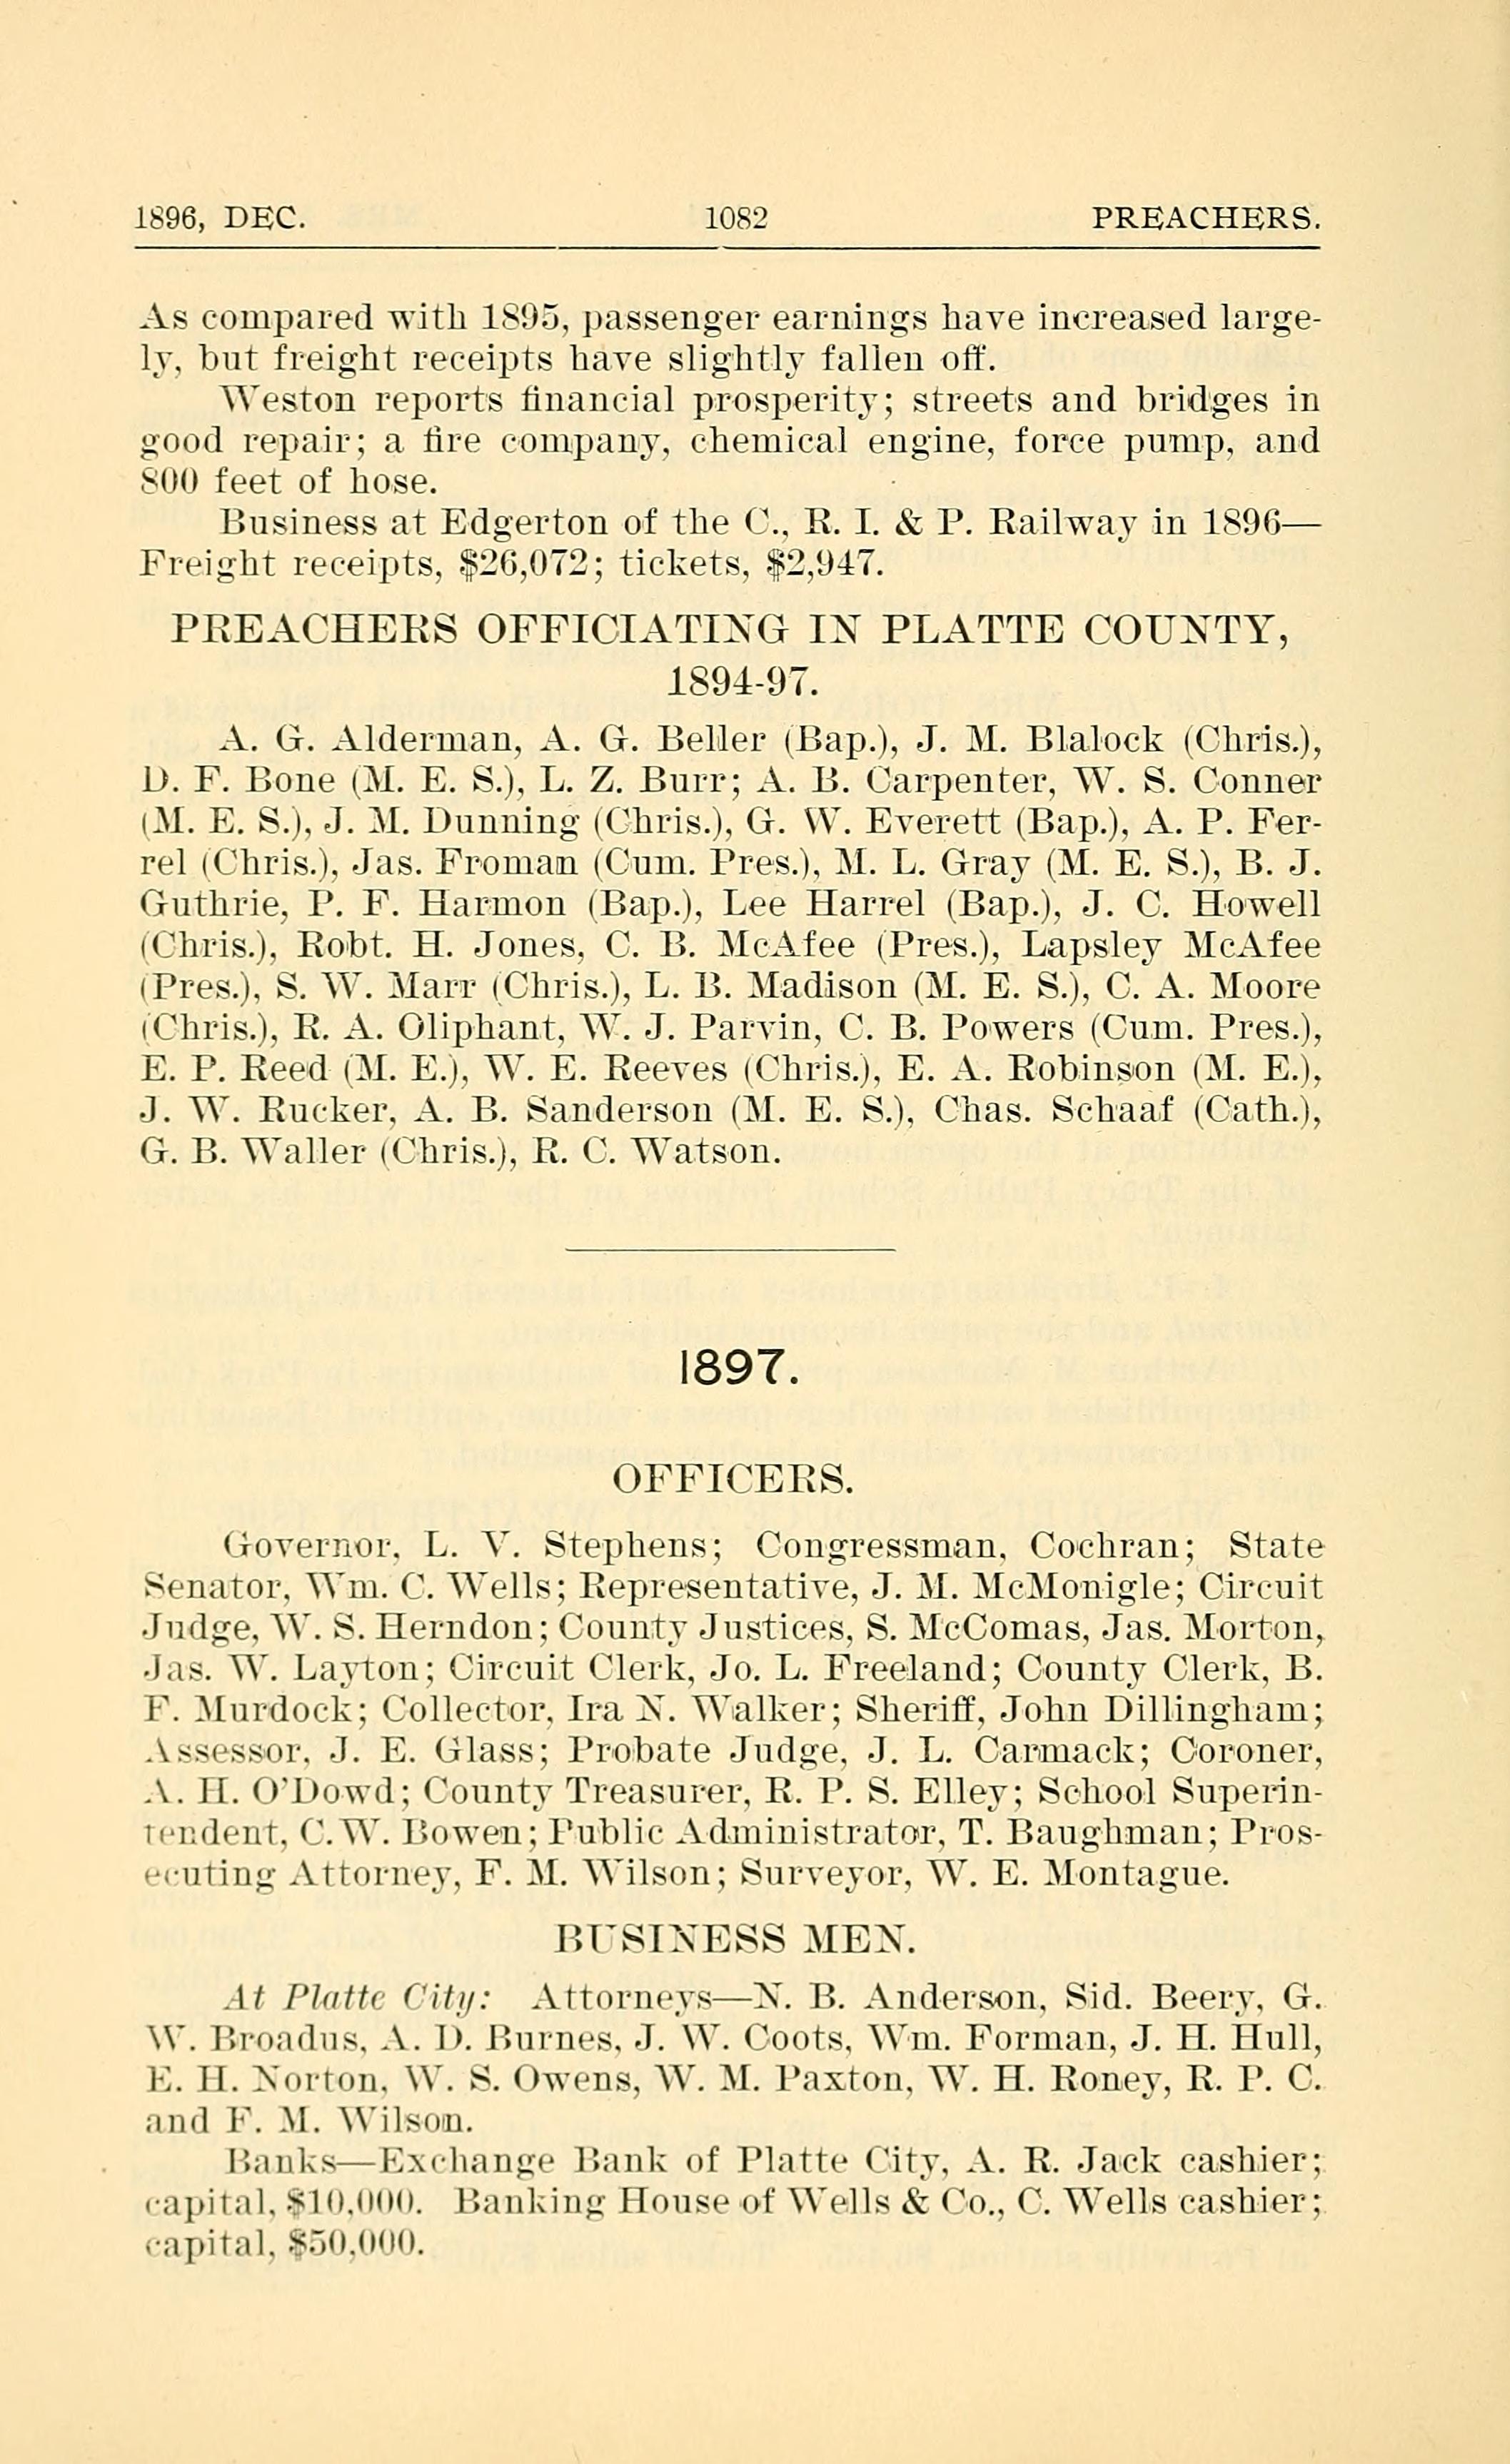 1896, DEC. 1082 PREACHERS.
As compared with 1895, passenger earnings have increased large-
ly, but freight receipts have slightly fallen off.
Weston reports financial prosperity; streets and bridges in
good repair; a fire company, chemical engine, force pump, and
800 feet of hose.
Business at Edgerton of the C., R. I. & P. Railway in 1896—
Freight receipts, $26,072; tickets, $2,947.
PREACHERS OFFICIATING IN PLATTE COUNTY,
1894-97.
A. G. Alderman, A. G. Beller (Bap.), J. M. Blalock (Chris.),
D. F. Bone (M. E. S.), L. Z. Burr; A. B. Carpenter, W. S. Conner
(M. E. S.), J. M. Dunning (Chris.), G. W. Everett (Bap.), A. P. Fer-
rel (Chris.), Jas. Froman (Cum. Pres.), M. L. Gray (M. E. S.), B. J.
Guthrie, P. F. Harmon (Bap.), Lee Harrel (Bap.), J. C. Howell
(Chris.), Robt. H. Jones, C. B. McAfee (Pres.), Lapsley McAfee
(Pres.), S. W. Marr (Chris.), L. B. Madison (M. E. S.), C. A. Moore
(Chris.), R. A. Oliphant, W. J. Parvin, C. B. Powers (Cum. Pres.),
E. P. Reed (M. E.), W. E. Reeves (Chris.), E. A. Robinson (M. E.),
J. W. Rucker, A. B. Sanderson (M. E. S.), Chas. Schaaf (Cath.),
G. B. Waller (Chris.), R. C. Watson.
1897.
OFFICERS.
Governor, L. V. Stephens; Congressman, Cochran; State
Senator, Wm. C. Wells; Representative, J. M. McMonigle; Circuit
Judge, W. S. Herndon; County Justices, S. McComas, Jas. Morton,
Jas. W. Layton; Circuit Clerk, Jo. L. Freeland; County Clerk, B.
F. Murdock; Collector, Ira N. Walker; Sheriff, John Dillingham;
Assessor, J. E. Glass; Probate Judge, J. L. Carmack; Coroner,
A. H. O'Dowd; County Treasurer, R. P. S. Elley; School Superin-
tendent, C. W. Bowen; Public Administrator, T. Baughman; Pros-
ecuting Attorney, F. M. Wilson; Surveyor, W. E. Montague.
BUSINESS MEN.
At Platte City: Attorneys—N. B. Anderson, Sid. Beery, G.
W. Broadus, A. D. Burnes, J. W. Coots, Wm. Forman, J. H. Hull,
E. H. Norton, W. S. Owens, W. M. Paxton, W. H. Roney, R. P. C.
and F. M. Wilson.
Banks—Exchange Bank of Platte City, A. R. Jack cashier;
capital, $10,000. Banking House of Wells & Co., C. Wells cashier;
capital, $50,000.